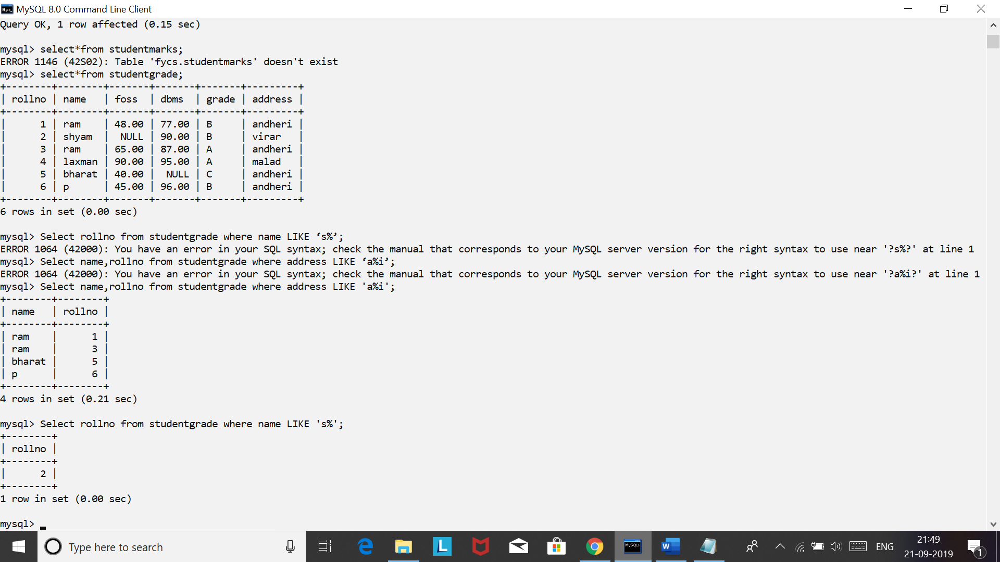 MySQL 8.0 Command Line Client
Query OK, 1 row affected (0.15 sec)
mysql> select*from studentmarks;
ERROR 1146 (42S02): Table 'fycs.studentmarks' doesn't exist
mysql> select*from studentgrade;
+--------+--------+-------+-------+-------+---------+
| rollno | name   | foss  | dbms  | grade | address |
+--------+--------+-------+-------+-------+---------+
|      1 | ram    | 48.00 | 77.00 | B     | andheri |
|      2 | shyam  |  NULL | 90.00 | B     | virar   |
|      3 | ram    | 65.00 | 87.00 | A     | andheri |
|      4 | laxman | 90.00 | 95.00 | A     | malad   |
|      5 | bharat | 40.00 |  NULL | C     | andheri |
|      6 | p      | 45.00 | 96.00 | B     | andheri |
+--------+--------+-------+-------+-------+---------+
6 rows in set (0.00 sec)
mysql> Select rollno from studentgrade where name LIKE ‘s%’;
ERROR 1064 (42000): You have an error in your SQL syntax; check the manual that corresponds to your MySQL server version for the right syntax to use near '?s%?' at line 1
mysql> Select name,rollno from studentgrade where address LIKE ‘a%i’;
ERROR 1064 (42000): You have an error in your SQL syntax; check the manual that corresponds to your MySQL server version for the right syntax to use near '?a%i?' at line 1
mysql> Select name,rollno from studentgrade where address LIKE 'a%i';
+--------+--------+
| name   | rollno |
+--------+--------+
| ram    |      1 |
| ram    |      3 |
| bharat |      5 |
| p      |      6 |
+--------+--------+
4 rows in set (0.21 sec)
mysql> Select rollno from studentgrade where name LIKE 's%';
+--------+
| rollno |
+--------+
|      2 |
+--------+
1 row in set (0.00 sec)
mysql>
Type here to search
L
MySQL>
W
ENG
21:49
21-09-2019
1